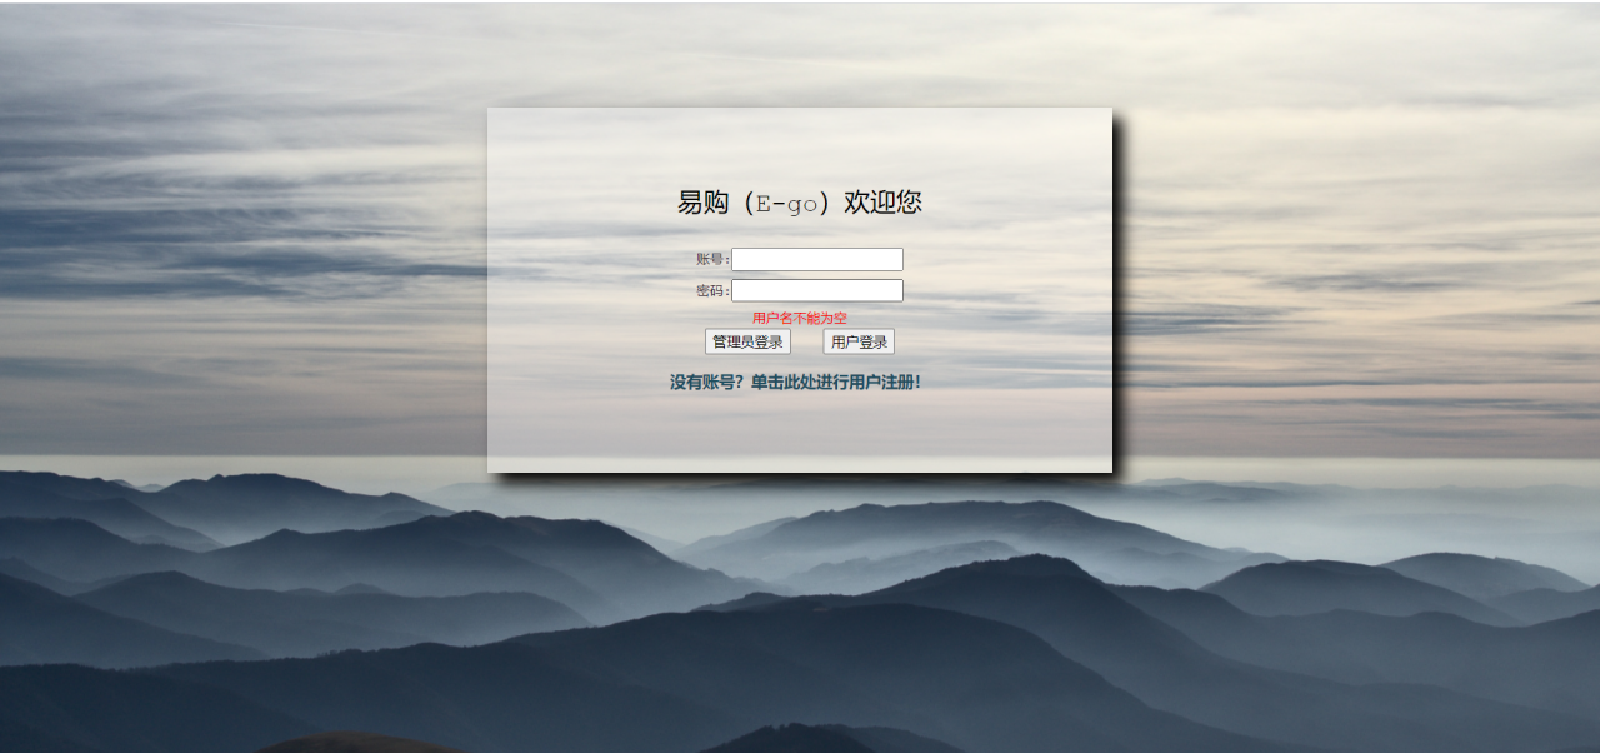 易购（E-go）欢迎您
账号:
密码:
用户名不能为空
管理员登录 用户登录
没有账号？单击此处进行用户注册！